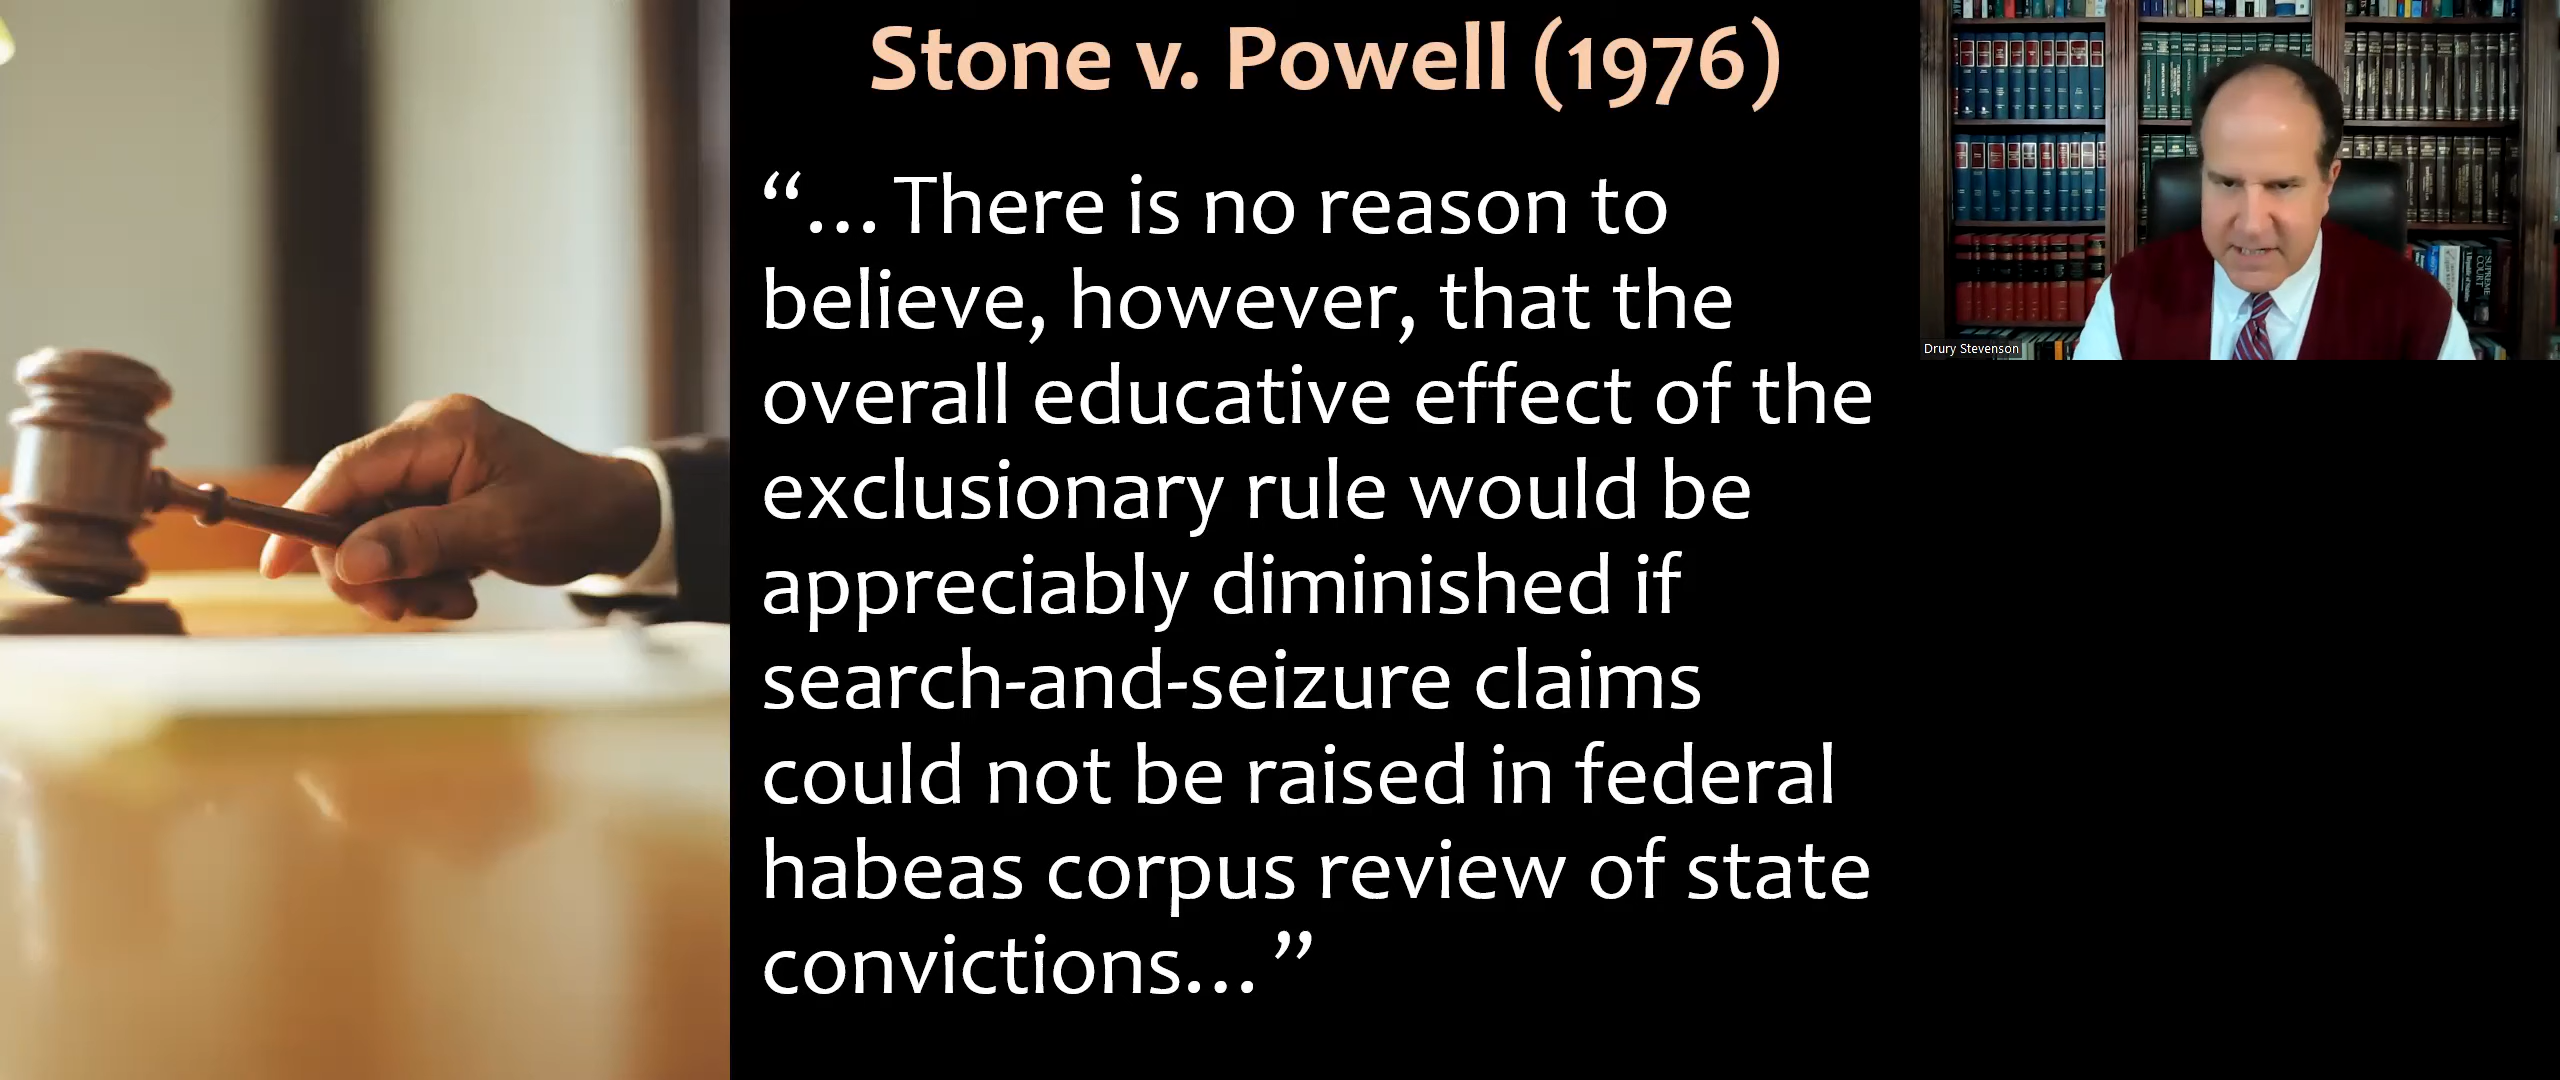 Stone v. Powell (1976)
“… There is no reason to
believe, however, that the
overall educative effect of the
exclusionary rule would be
appreciably diminished if
search-and-seizure claims
could not be raised in federal
habeas corpus review of state
convictions…”
Drury Stevenson
SUPREME
COURT